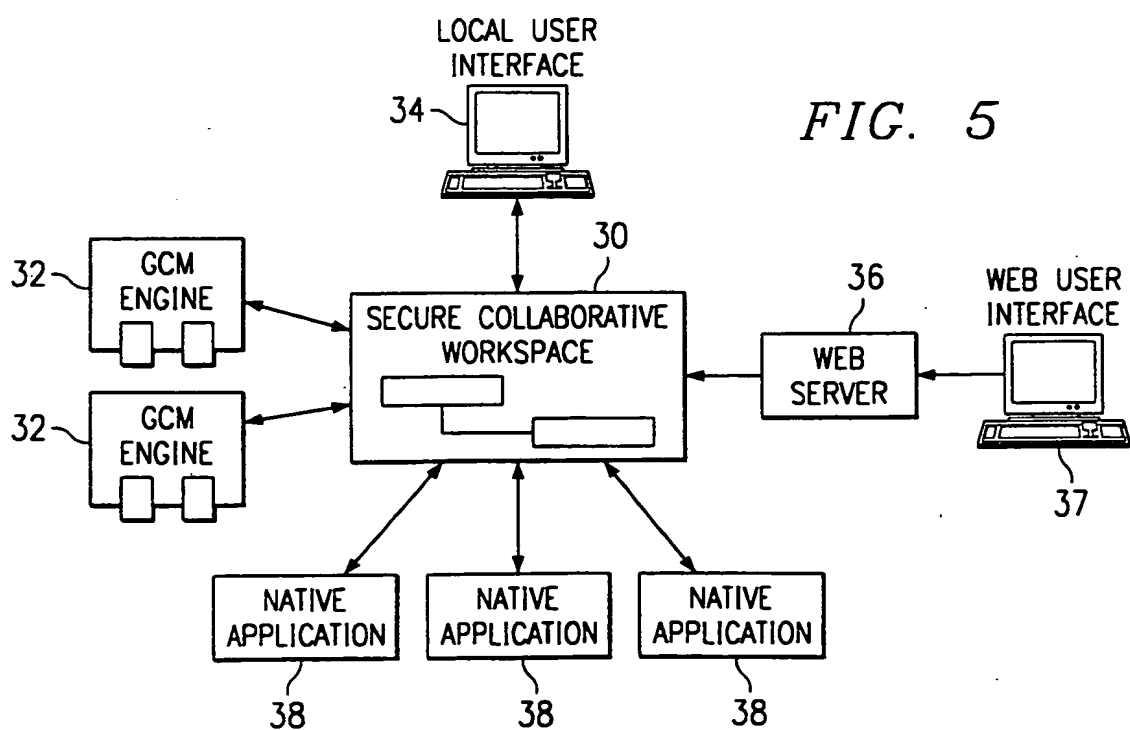 LOCAL USER
INTERFACE
34
FIG. 5
30
32
GCM
ENGINE
SECURE COLLABORATIVE
WORKSPACE
36
WEB SERVER
WEB USER
INTERFACE
37
32
GCM
ENGINE
NATIVE
APPLICATION
38
NATIVE
APPLICATION
38
NATIVE
APPLICATION
38